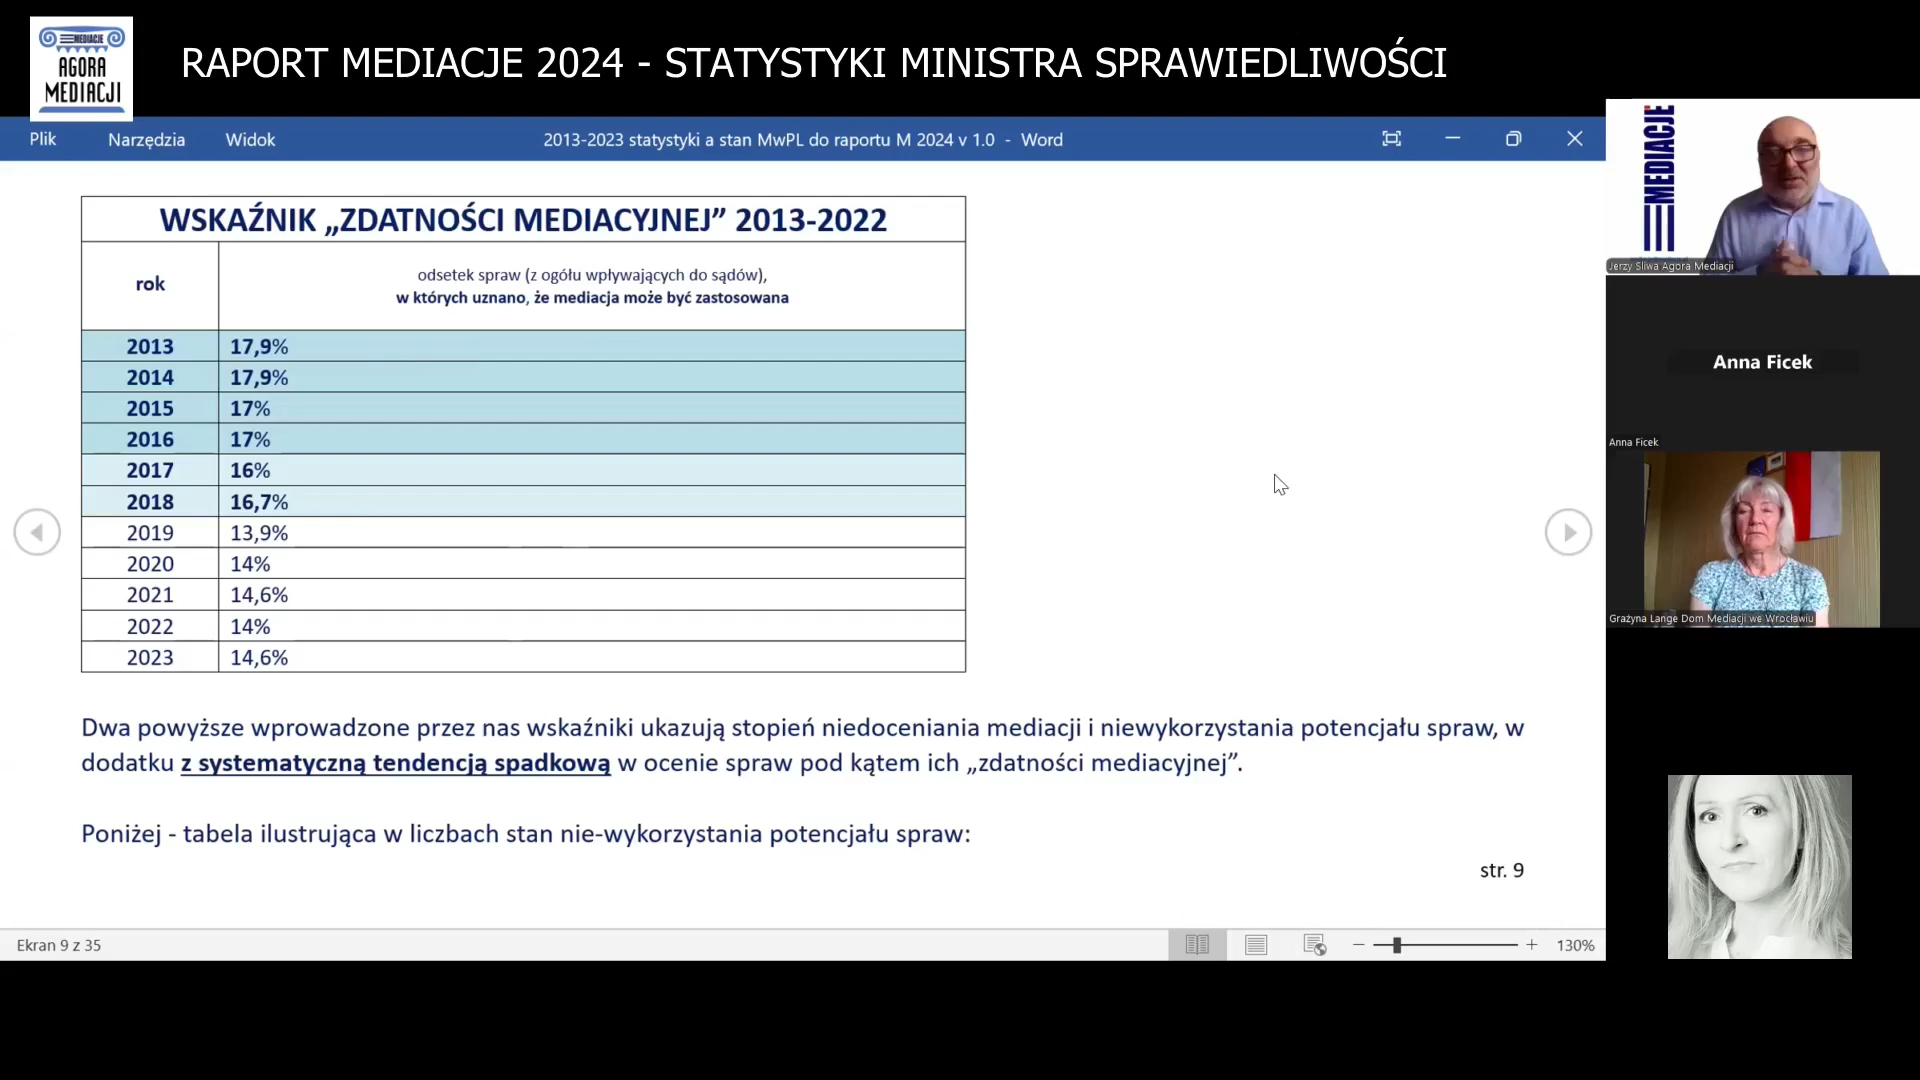 MEDIACJE
AGORA
MEDIACJI
RAPORT MEDIACJE 2024 - STATYSTYKI MINISTRA SPRAWIEDLIWOŚCI
Plik Narzędzia Widok 2013-2023 statystyki a stan MwPL do raportu M 2024 v 1.0 - Word
WSKAŹNIK „ZDATNOŚCI MEDIACYJNEJ” 2013-2022
rok
odsetek spraw (z ogółu wpływających do sądów),
w których uznano, że mediacja może być zastosowana
2013 17,9%
2014 17,9%
2015 17%
2016 17%
2017 16%
2018 16,7%
2019 13,9%
2020 14%
2021 14,6%
2022 14%
2023 14,6%
Dwa powyższe wprowadzone przez nas wskaźniki ukazują stopień niedoceniania mediacji i niewykorzystania potencjału spraw, w
dodatku z systematyczną tendencją spadkową w ocenie spraw pod kątem ich „zdatności mediacyjnej”.
Poniżej - tabela ilustrująca w liczbach stan nie-wykorzystania potencjału spraw:
str. 9
Ekran 9 z 35
130%
MEDIACJE
Jerzy Śliwa Agora Mediacji
Anna Ficek
Anna Ficek
Grażyna Lange Dom Mediacji we Wrocławiu